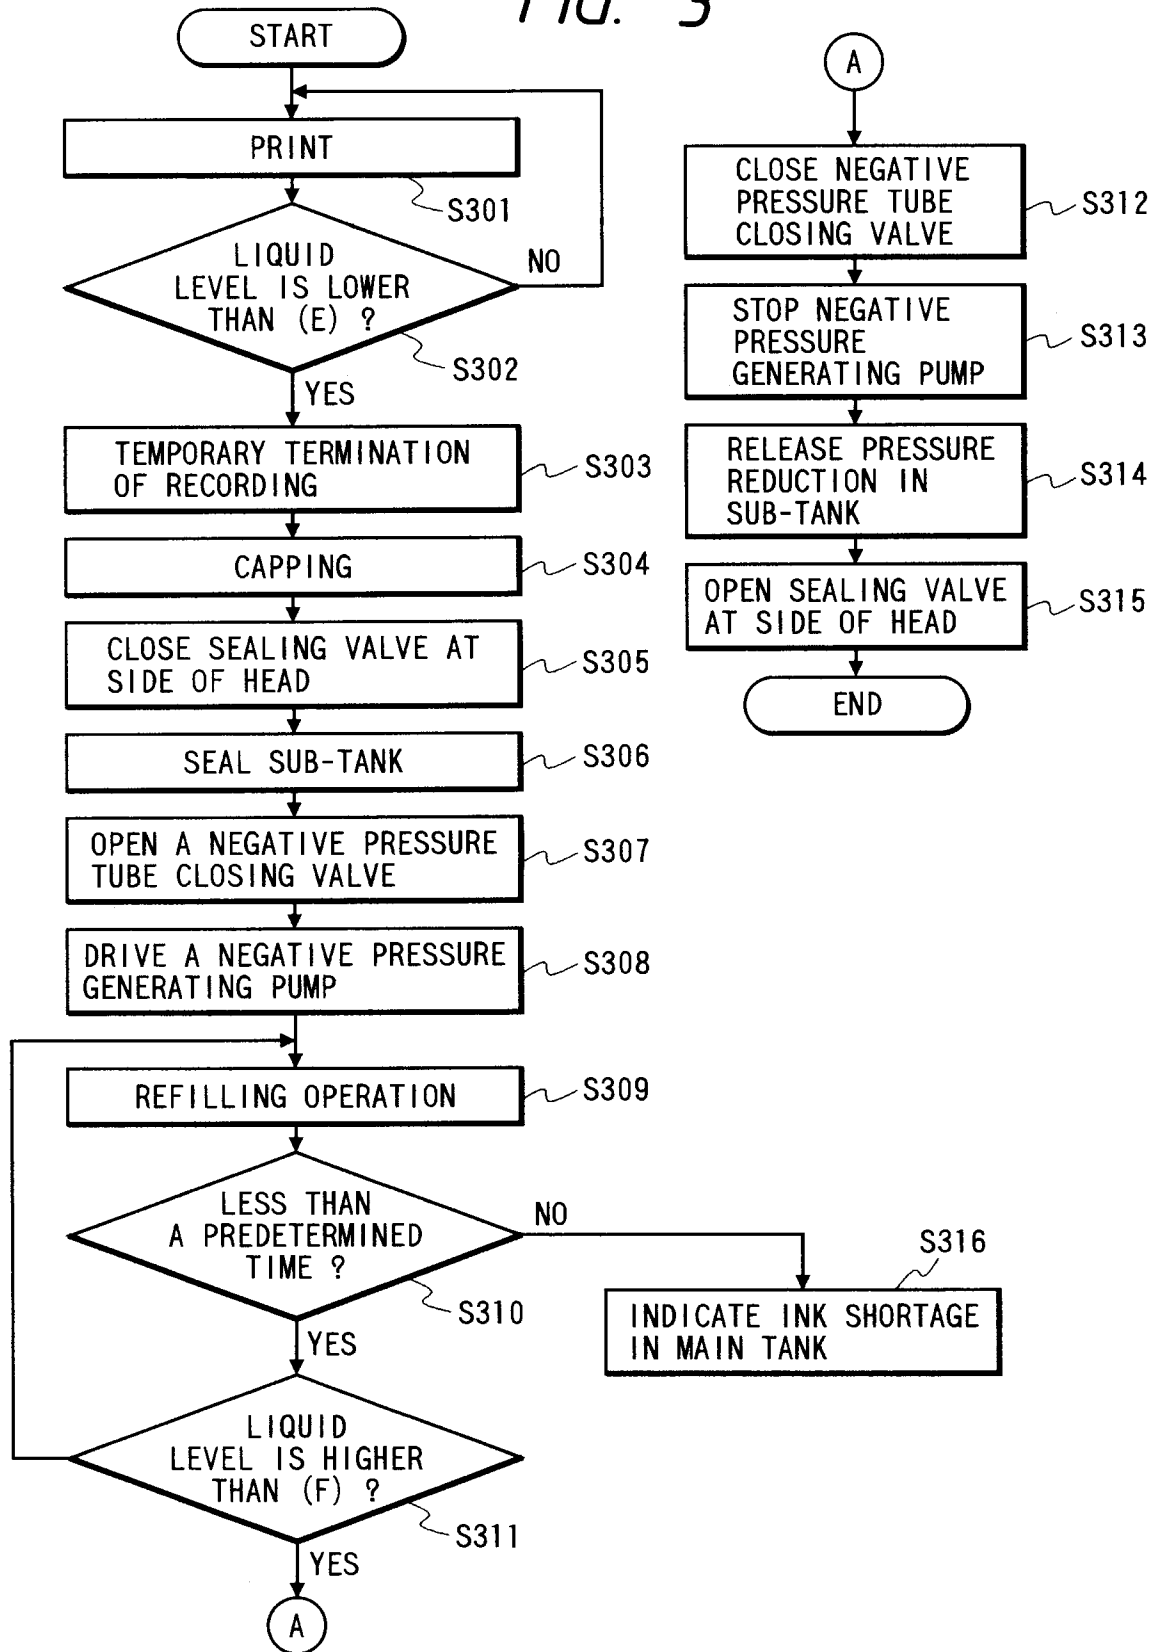 FIG. 3
START
PRINT
S301
LIQUID
LEVEL IS LOWER
THAN (E) ?
NO
S302
YES
TEMPORARY TERMINATION
OF RECORDING
S303
CAPPING
S304
CLOSE SEALING VALVE AT
SIDE OF HEAD
S305
SEAL SUB-TANK
S306
OPEN A NEGATIVE PRESSURE
TUBE CLOSING VALVE
S307
DRIVE A NEGATIVE PRESSURE
GENERATING PUMP
S308
REFILLING OPERATION
S309
LESS THAN
A PREDETERMINED
TIME ?
NO
S310
YES
S316
INDICATE INK SHORTAGE
IN MAIN TANK
LIQUID
LEVEL IS HIGHER
THAN (F) ?
S311
YES
A
A
CLOSE NEGATIVE
PRESSURE TUBE
CLOSING VALVE
S312
STOP NEGATIVE
PRESSURE
GENERATING PUMP
S313
RELEASE PRESSURE
REDUCTION IN
SUB-TANK
S314
OPEN SEALING VALVE
AT SIDE OF HEAD
S315
END